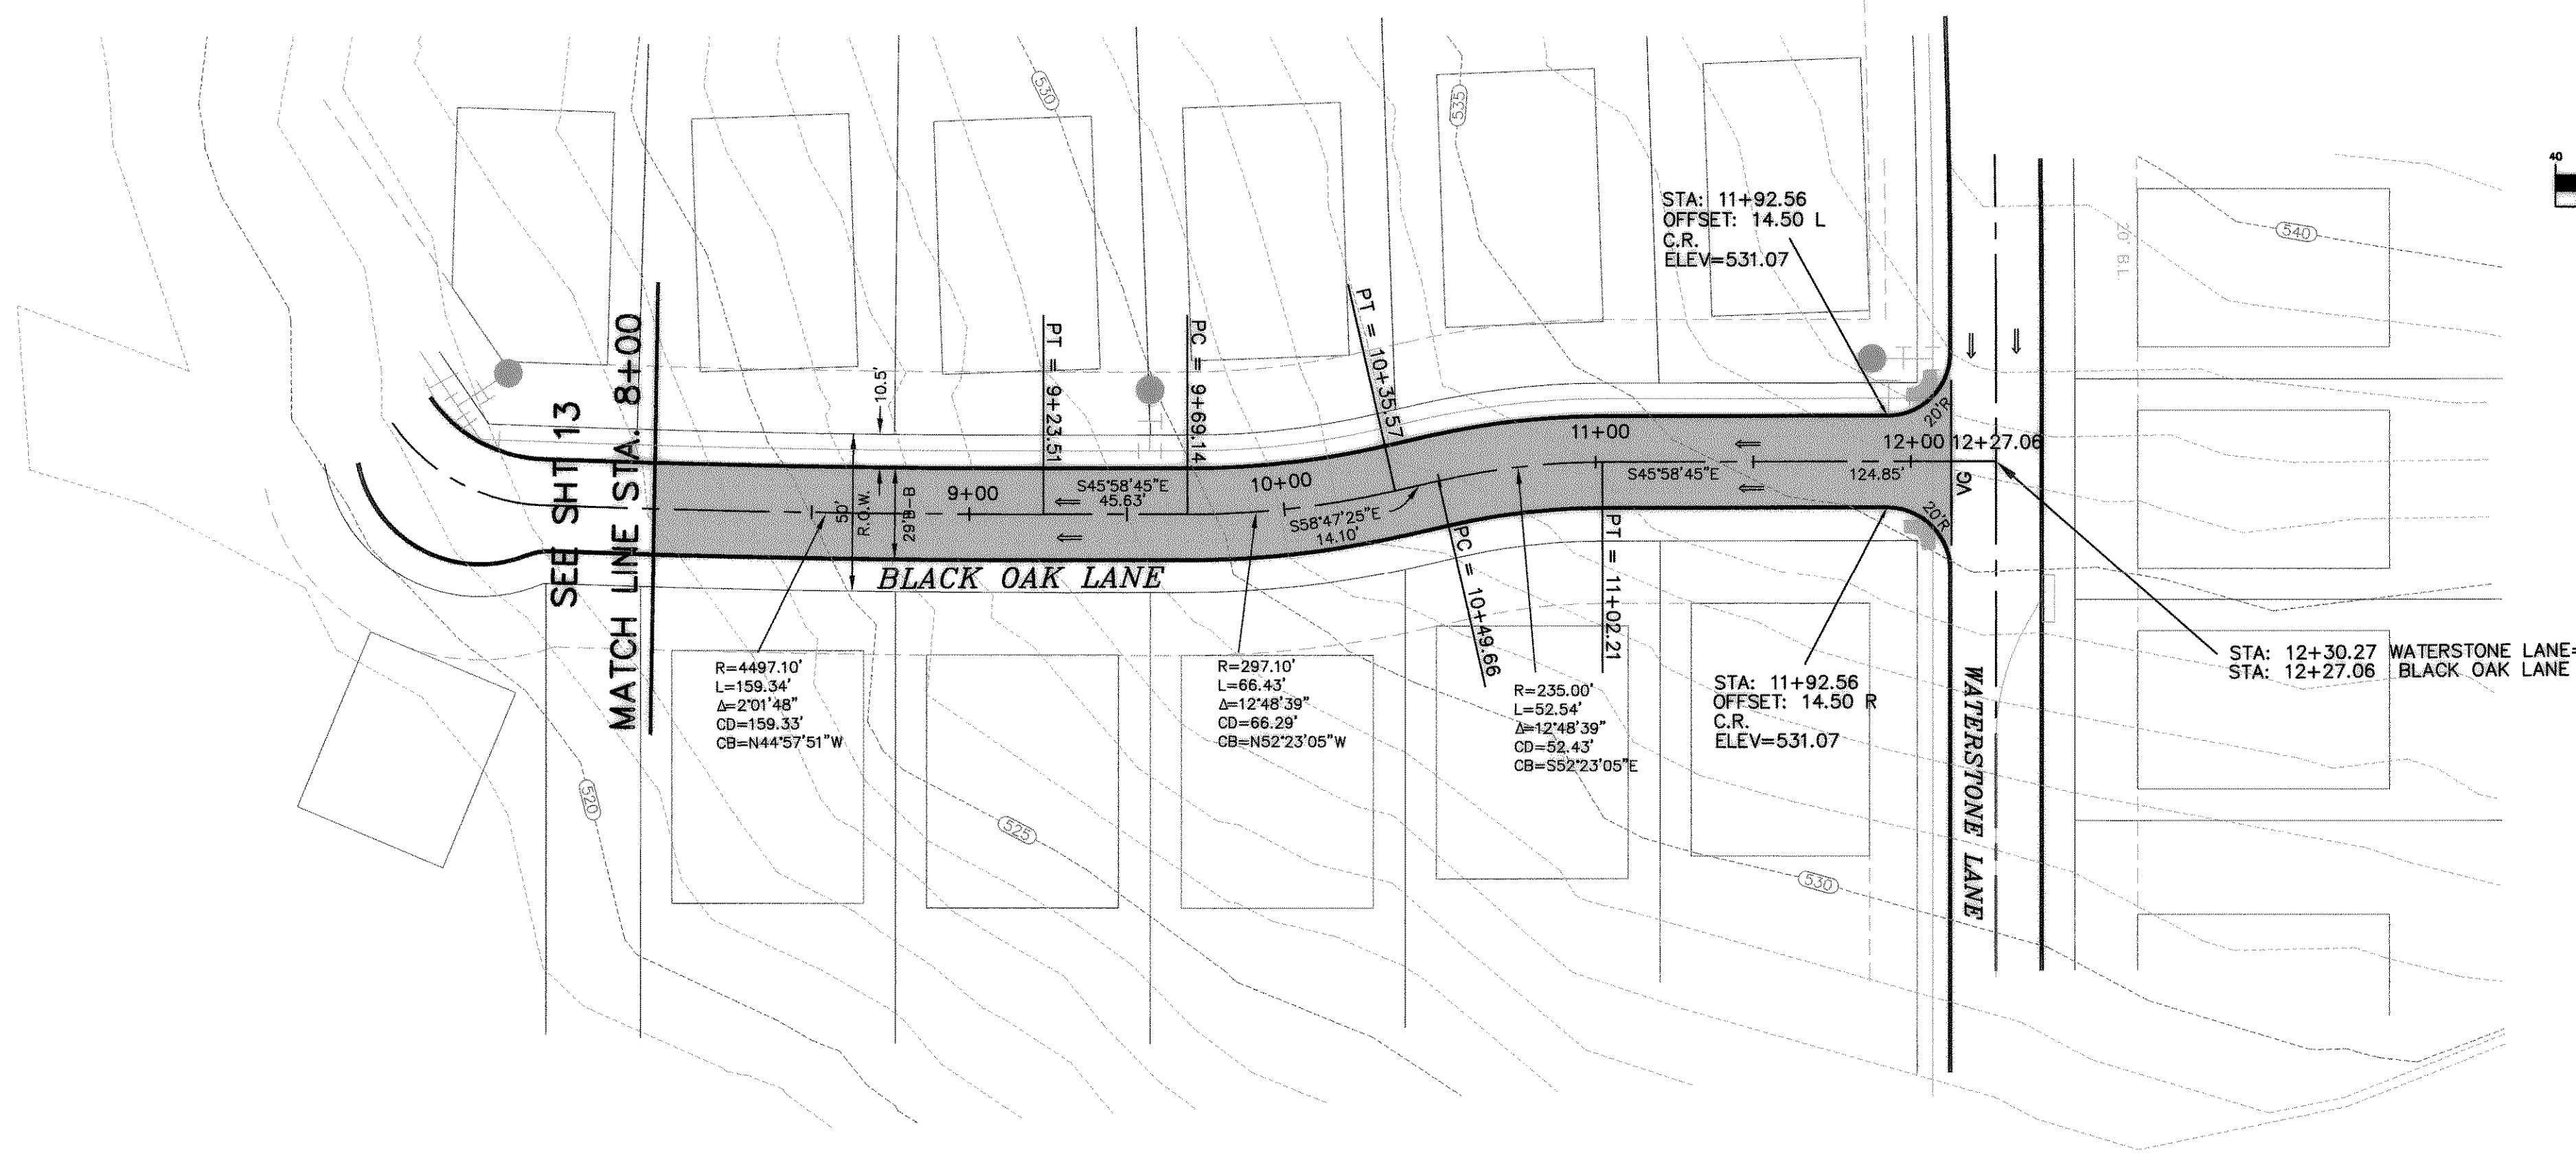 530
535
40
STA: 11+92.56
OFFSET: 14.50 L
C.R.
ELEV=531.07
540
20' B.L.
SEE SHT 13
MATCH LINE STA. 8+00
10.5'
PT = 9+23.51
PC = 9+69.14
PT = 10+35.57
20'R
11+00
12+00
12+27.06
VG
50'
R.O.W.
29'B-B
9+00
S45°58'45"E
45.63'
10+00
S58°47'25"E
14.10'
S45°58'45"E
124.85'
20'R
PC = 10+49.66
PT = 11+02.21
BLACK OAK LANE
R=4497.10'
L=159.34'
Δ=2°01'48"
CD=159.33'
CB=N44°57'51"W
R=297.10'
L=66.43'
Δ=12°48'39"
CD=66.29'
CB=N52°23'05"W
R=235.00'
L=52.54'
Δ=12°48'39"
CD=52.43'
CB=S52°23'05"E
STA: 11+92.56
OFFSET: 14.50 R
C.R.
ELEV=531.07
WATERSTONE LANE
STA: 12+30.27 WATERSTONE LANE=
STA: 12+27.06 BLACK OAK LANE
520
525
530